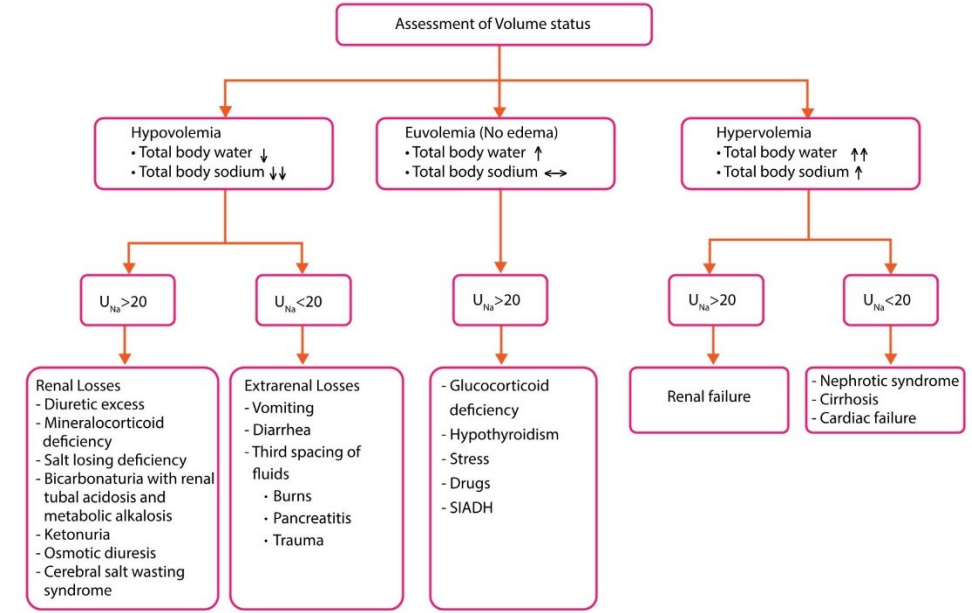 Assessment of Volume status
Hypovolemia
• Total body water ↓
• Total body sodium ↓↓
Euvolemia (No edema)
• Total body water ↑
• Total body sodium ↔
Hypervolemia
• Total body water ↑↑
• Total body sodium ↑
UNa>20
UNa<20
UNa>20
UNa>20
UNa<20
Renal Losses
- Diuretic excess
- Mineralocorticoid
deficiency
- Salt losing deficiency
- Bicarbonaturia with renal
tubal acidosis and
metabolic alkalosis
- Ketonuria
- Osmotic diuresis
- Cerebral salt wasting
syndrome
Extrarenal Losses
- Vomiting
- Diarrhea
- Third spacing of
fluids
• Burns
• Pancreatitis
• Trauma
- Glucocorticoid
deficiency
- Hypothyroidism
- Stress
- Drugs
- SIADH
Renal failure
- Nephrotic syndrome
- Cirrhosis
- Cardiac failure